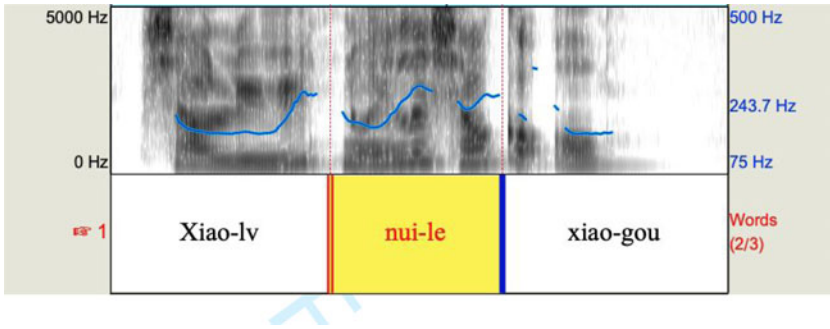 5000 Hz
500 Hz
243.7 Hz
0 Hz
75 Hz
☞ 1
Xiao-lv
nui-le
xiao-gou
Words
(2/3)